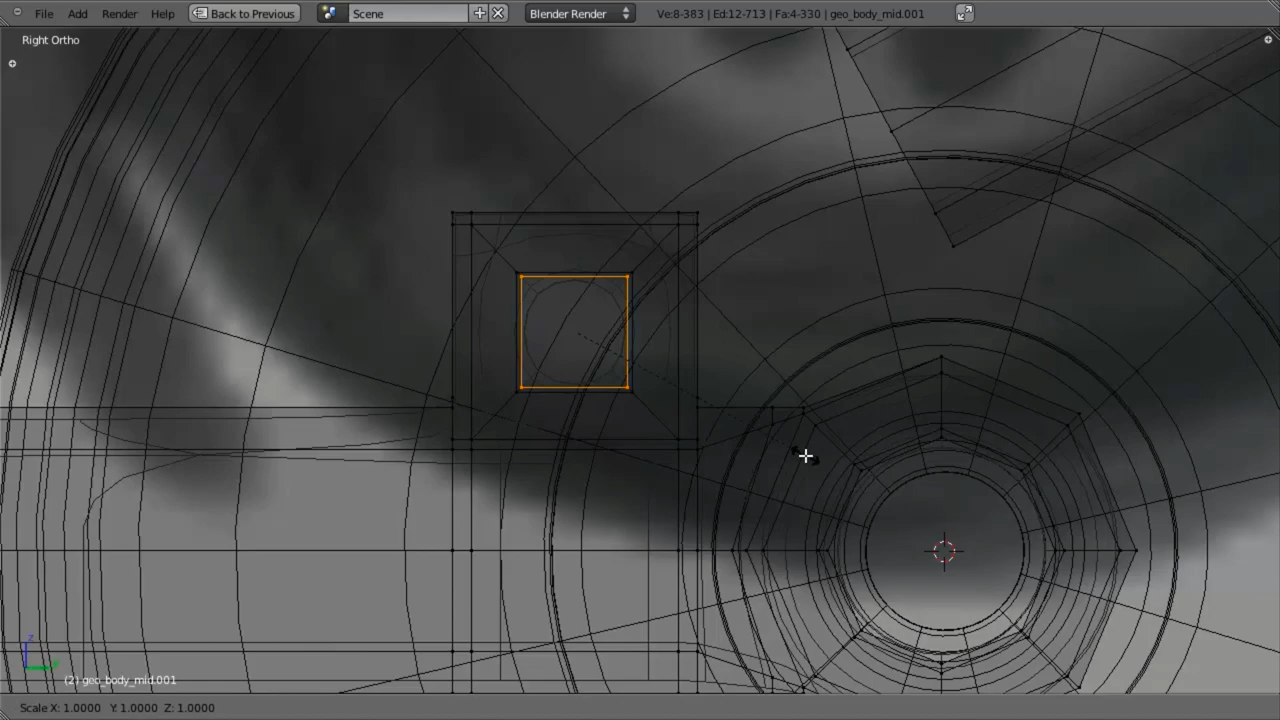 File Add Render Help Back to Previous Scene Blender Render Ve:8-383 | Ed:12-713 | Fa:4-330 | geo_body_mid.001
Right Ortho
z
y
(2) geo_body_mid.001
Scale X: 1.0000 Y: 1.0000 Z: 1.0000